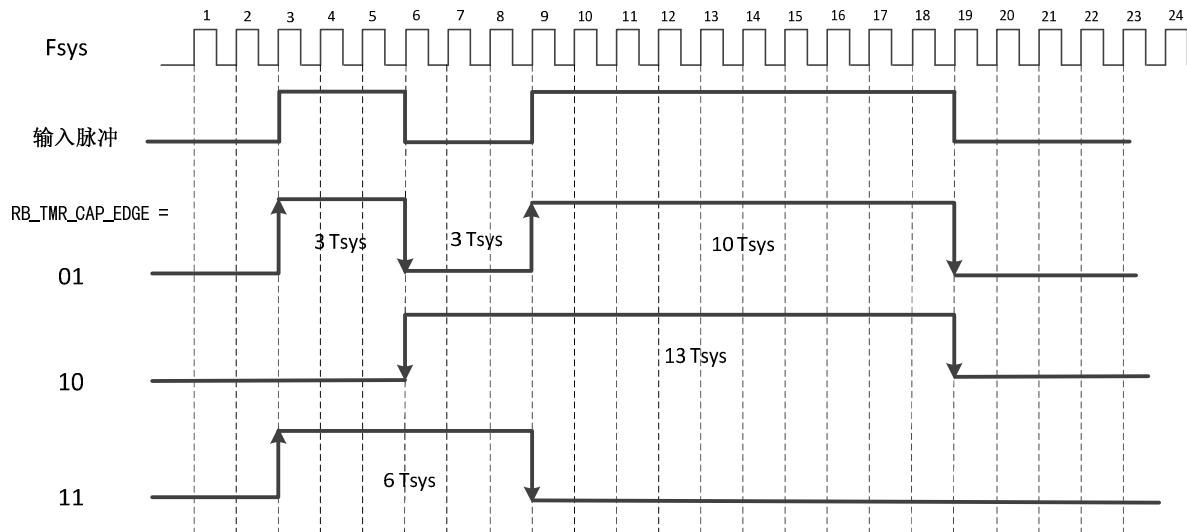 1 2 3 4 5 6 7 8 9 10 11 12 13 14 15 16 17 18 19 20 21 22 23 24
Fsys
输入脉冲
RB_TMR_CAP_EDGE =
3 Tsys 3 Tsys 10 Tsys
01
13 Tsys
10
6 Tsys
11